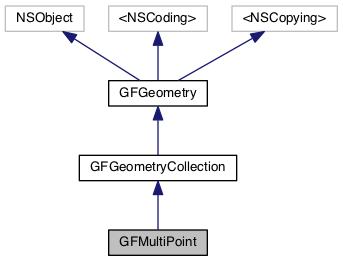 NSObject
<NSCoding>
<NSCopying>
GFGeometry
GFGeometryCollection
GFMultiPoint